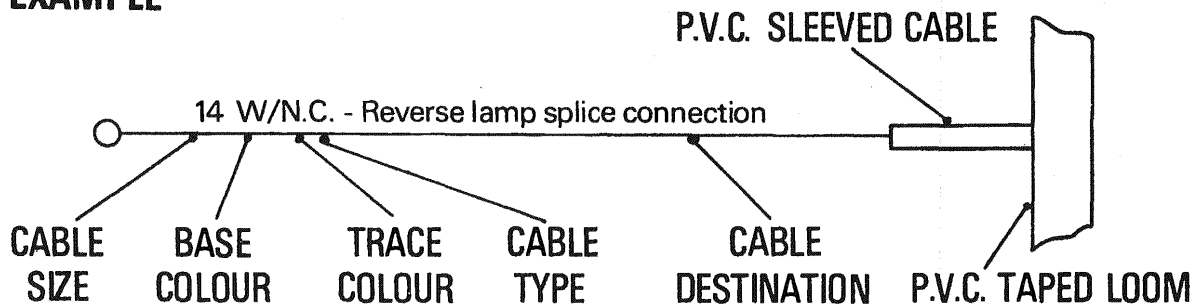 EXAMPLE
P.V.C. SLEEVED CABLE
14 W/N.C. - Reverse lamp splice connection
CABLE SIZE
BASE COLOUR
TRACE COLOUR
CABLE TYPE
CABLE DESTINATION
P.V.C. TAPED LOOM